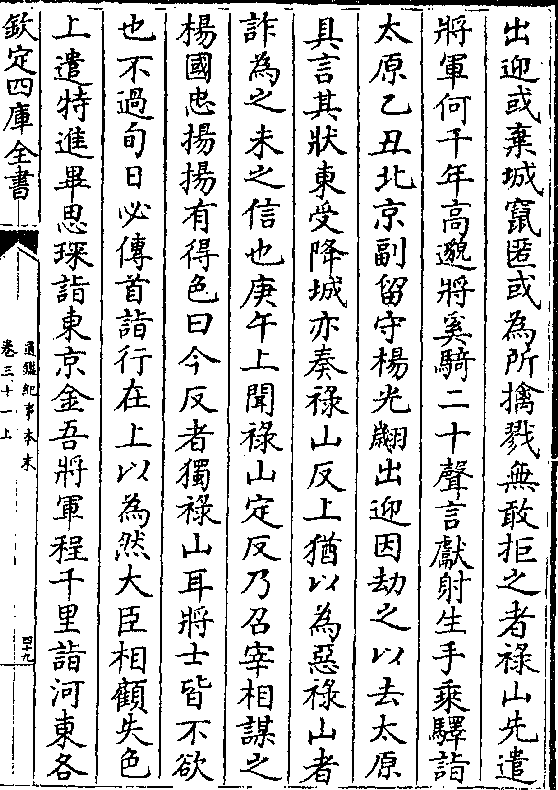 出迎或棄城竄匿或為所擒戮無敢拒之者祿山先遣
將軍何千年高邈將奚騎二十聲言獻射生手乘驛詣
太原乙丑北京副留守楊光翽出迎因劫之以去太原
具言其狀東受降城亦奏祿山反上猶以為惡祿山者
詐為之未之信也庚午上聞祿山定反乃召宰相謀之
楊國忠揚揚有得色曰今反者獨祿山耳將士皆不欲
也不過旬日必傳首詣行在上以為然大臣相顧失色
上遣特進畢思琛詣東京金吾將軍程千里詣河東各
欽定四庫全書
通鑑紀事本末
卷三十一上
四十九